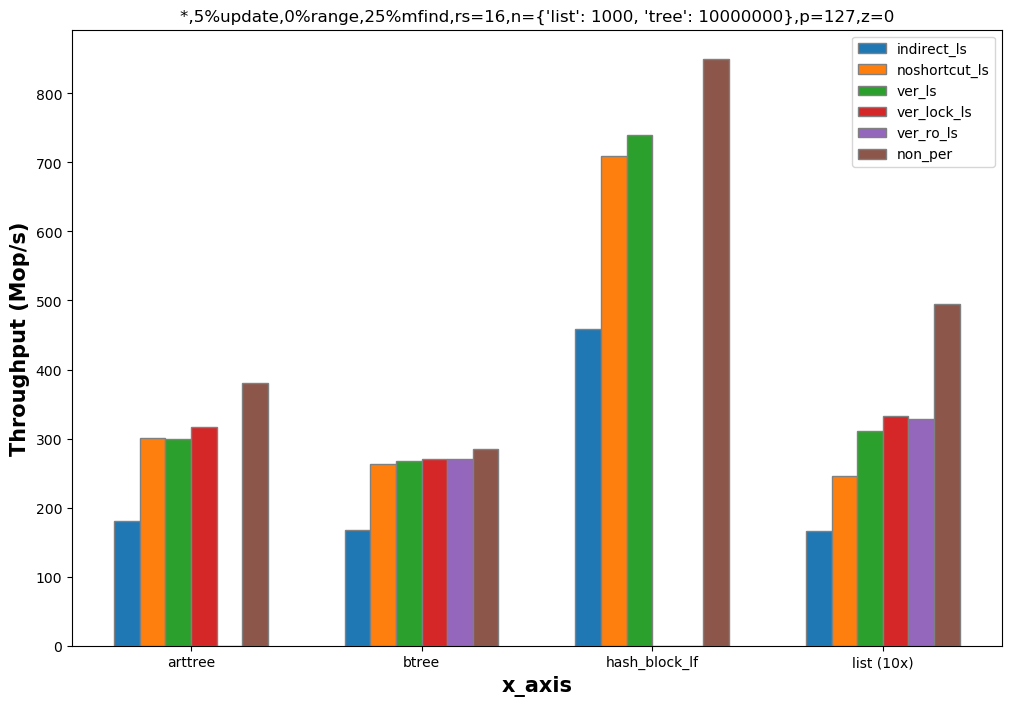 *,5%update,0%range,25%mfind,rs=16,n={'list': 1000, 'tree': 10000000},p=127,z=0
indirect_ls
noshortcut_ls
ver_ls
ver_lock_ls
ver_ro_ls
non_per
Throughput (Mop/s)
800
700
600
500
400
300
200
100
0
arttree btree hash_block_lf list (10x)
x_axis